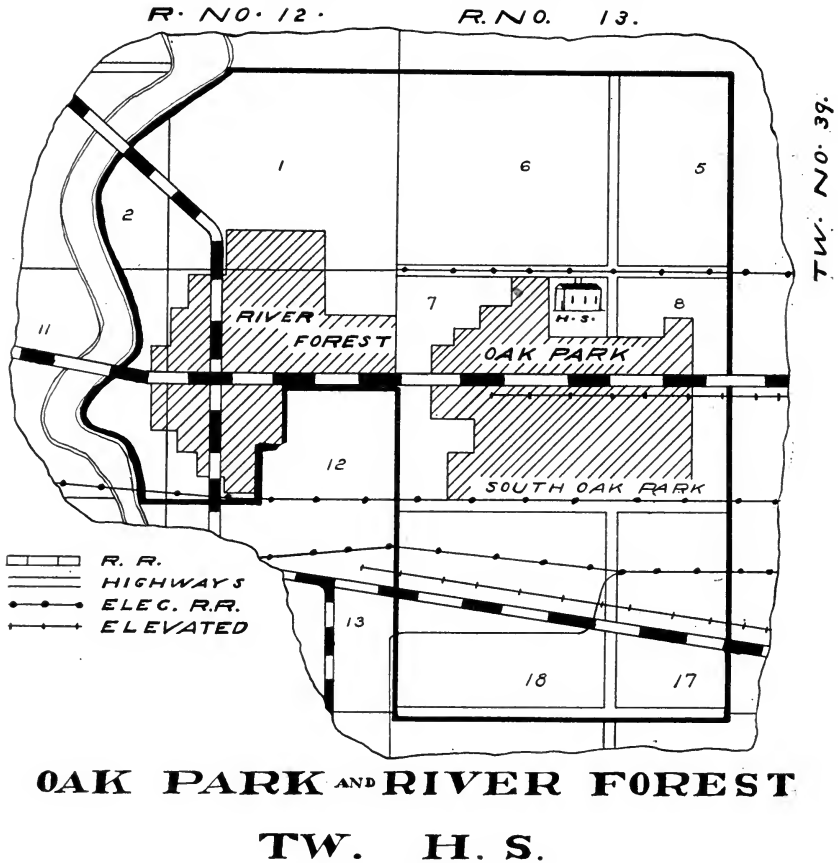 R. NO. 12.
R. NO. 13.
TW. NO. 39.
1
6
5
2
7
8
H. S.
11
RIVER
FOREST
OAK PARK
12
SOUTH OAK PARK
R. R.
HIGHWAYS
ELEC. R.R.
ELEVATED
13
18
17
OAK PARK AND RIVER FOREST
TW. H. S.